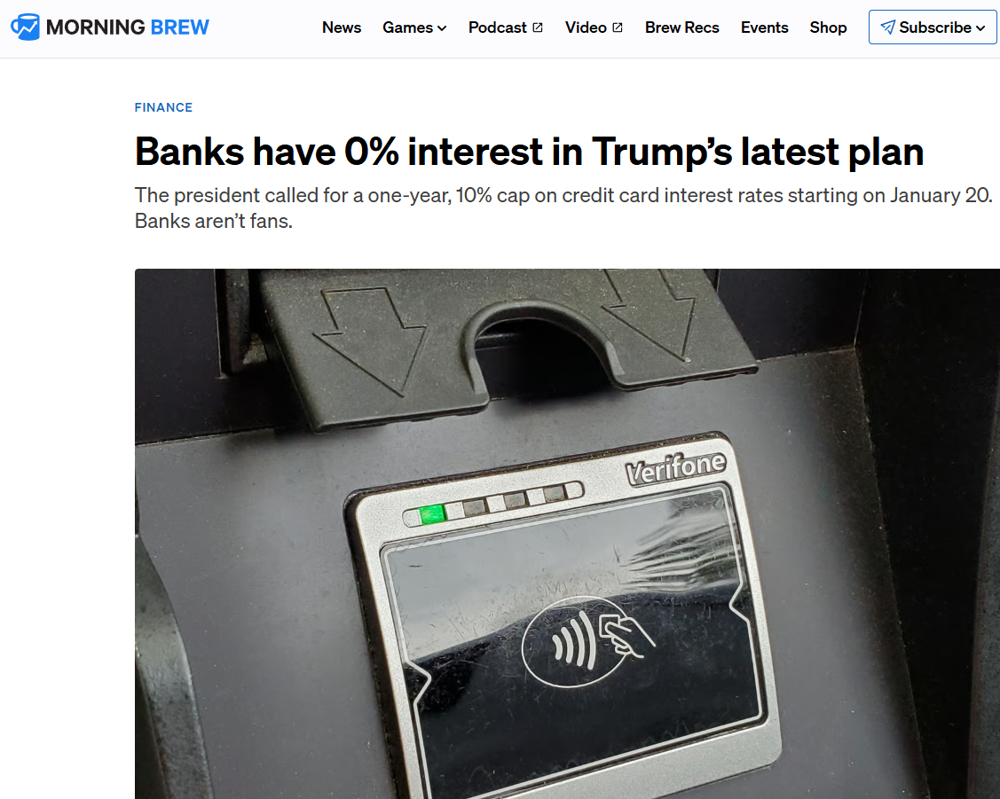 MORNING BREW
News
Games
Podcast
Video
Brew Recs
Events
Shop
Subscribe
FINANCE
Banks have 0% interest in Trump’s latest plan
The president called for a one-year, 10% cap on credit card interest rates starting on January 20.
Banks aren’t fans.
Verifone